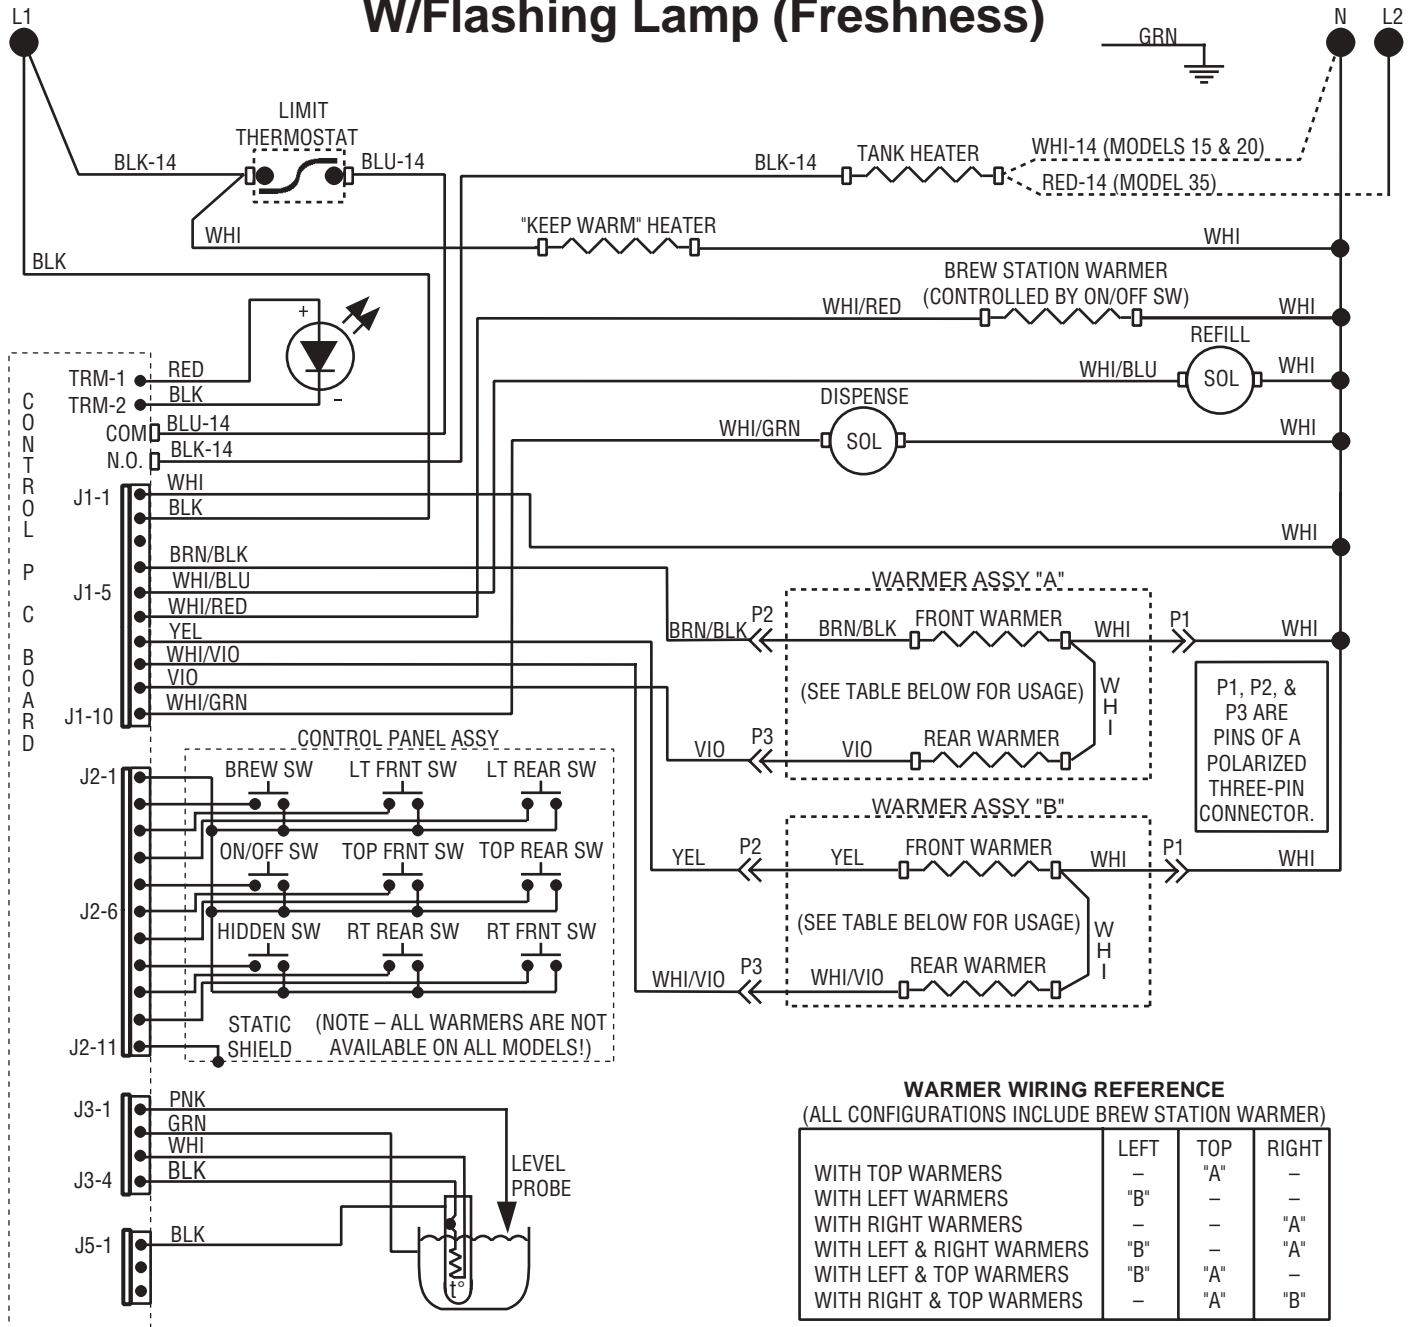 W/Flashing Lamp (Freshness)
L1
N
L2
GRN
LIMIT
THERMOSTAT
BLK-14
BLU-14
BLK-14
TANK HEATER
WHI-14 (MODELS 15 & 20)
RED-14 (MODEL 35)
WHI
"KEEP WARM" HEATER
WHI
BLK
BREW STATION WARMER
(CONTROLLED BY ON/OFF SW)
WHI/RED
WHI
REFILL
WHI/BLU
SOL
WHI
DISPENSE
WHI/GRN
SOL
WHI
+
–
CONTROL PC BOARD
TRM-1
RED
TRM-2
BLK
COM
BLU-14
N.O.
BLK-14
J1-1
WHI
BLK
WHI
BRN/BLK
J1-5
WHI/BLU
WHI/RED
YEL
WHI/VIO
VIO
J1-10
WHI/GRN
WARMER ASSY "A"
BRN/BLK
P2
BRN/BLK
FRONT WARMER
WHI
P1
WHI
(SEE TABLE BELOW FOR USAGE)
WHI
VIO
P3
VIO
REAR WARMER
P1, P2, &
P3 ARE
PINS OF A
POLARIZED
THREE-PIN
CONNECTOR.
WARMER ASSY "B"
YEL
P2
YEL
FRONT WARMER
WHI
P1
WHI
(SEE TABLE BELOW FOR USAGE)
WHI
WHI/VIO
P3
WHI/VIO
REAR WARMER
CONTROL PANEL ASSY
J2-1
BREW SW
LT FRNT SW
LT REAR SW
ON/OFF SW
TOP FRNT SW
TOP REAR SW
J2-6
HIDDEN SW
RT REAR SW
RT FRNT SW
J2-11
STATIC
SHIELD
(NOTE – ALL WARMERS ARE NOT
AVAILABLE ON ALL MODELS!)
J3-1
PNK
GRN
WHI
J3-4
BLK
LEVEL
PROBE
J5-1
BLK
t°
WARMER WIRING REFERENCE
(ALL CONFIGURATIONS INCLUDE BREW STATION WARMER)
LEFT TOP RIGHT
WITH TOP WARMERS – "A" –
WITH LEFT WARMERS "B" – –
WITH RIGHT WARMERS – – "A"
WITH LEFT & RIGHT WARMERS "B" – "A"
WITH LEFT & TOP WARMERS "B" "A" –
WITH RIGHT & TOP WARMERS – "A" "B"